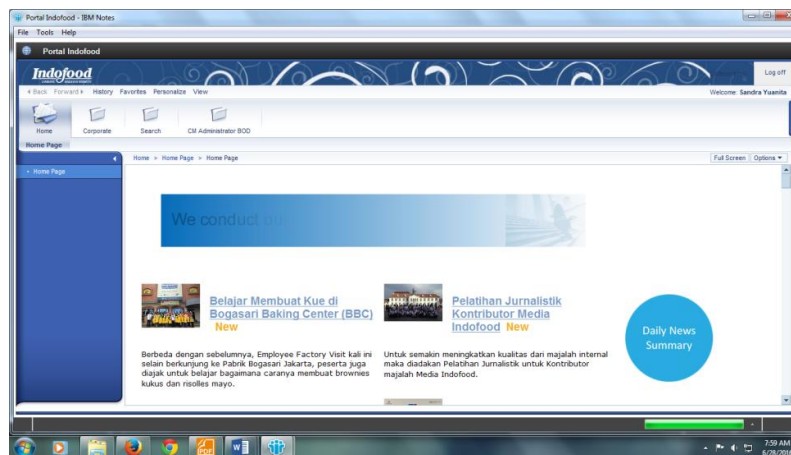 Portal Indofood - IBM Notes
File Tools Help
Portal Indofood
Indofood
Log off
Back Forward History Favorites Personalize View
Welcome: Sandra Yuanita
Home Corporate Search CM Administrator BOD
Home Page
Home Home Page Home Page
Full Screen Options
Home Page
We conduct
Belajar Membuat Kue di
Bogasari Baking Center (BBC)
New
Berbeda dengan sebelumnya, Employee Factory Visit kali ini
selain berkunjung ke Pabrik Bogasari Jakarta, peserta juga
diajak untuk belajar bagaimana caranya membuat brownies
kukus dan risolles mayo.
Pelatihan Jurnalistik
Kontributor Media
Indofood New
Untuk semakin meningkatkan kualitas dari majalah internal
maka diadakan Pelatihan Jurnalistik untuk Kontributor
majalah Media Indofood.
Daily News
Summary
PDF
7:59 AM
6/28/2016